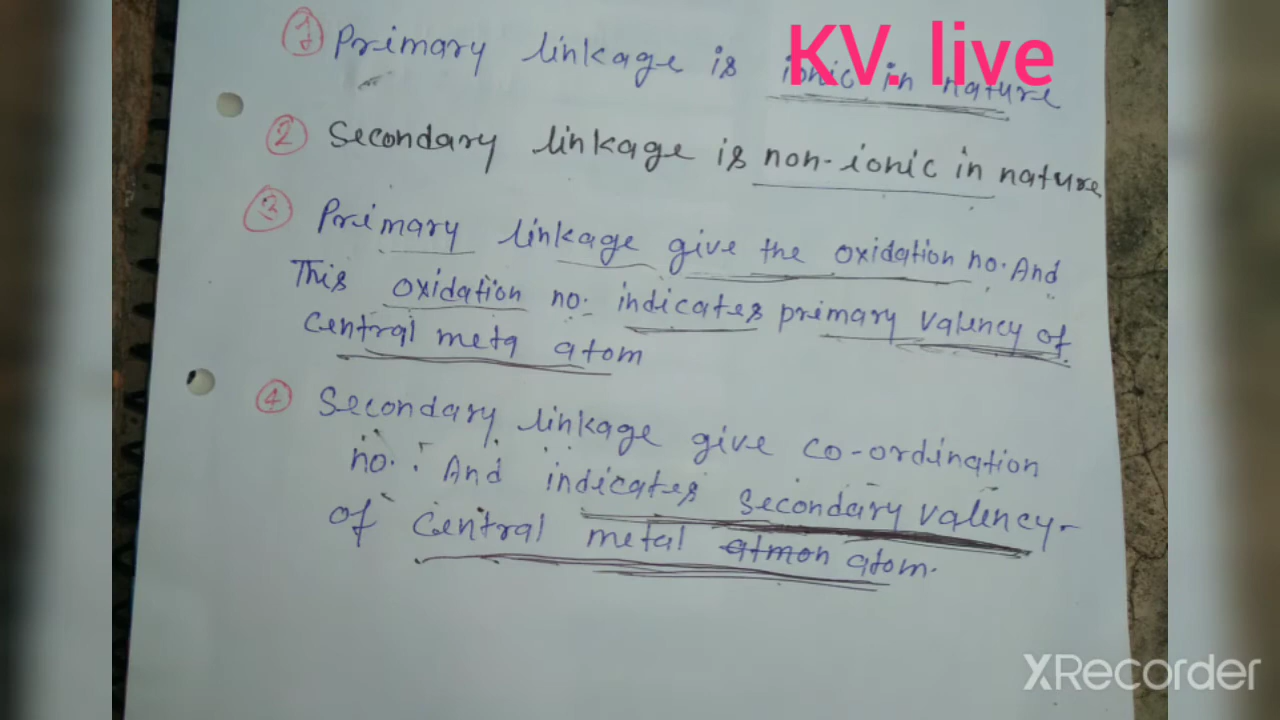 KV. live
① Primary linkage is ionic in nature
② Secondary linkage is non-ionic in nature
③ Primary linkage give the oxidation no. And
This oxidation no. indicates primary valency of
central meta atom
④ Secondary linkage give co-ordination
no. . And indicates secondary valency
of central metal atmon atom.
XRecorder